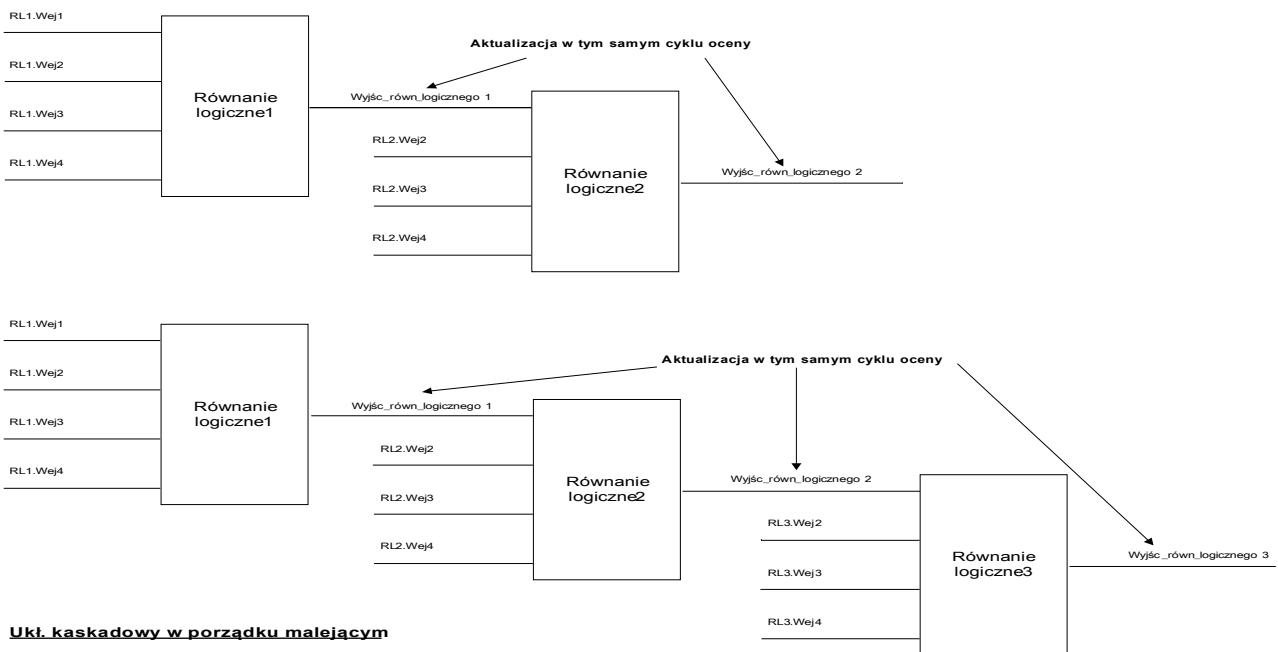 RL1.Wej1
Aktualizacja w tym samym cyklu oceny
RL1.Wej2
Równanie
logiczne1
Wyjśc_równ_logicznego 1
RL1.Wej3
RL2.Wej2
RL1.Wej4
Równanie
logiczne2
Wyjśc_równ_logicznego 2
RL2.Wej3
RL2.Wej4
RL1.Wej1
Aktualizacja w tym samym cyklu oceny
RL1.Wej2
Równanie
logiczne1
Wyjśc_równ_logicznego 1
RL1.Wej3
RL2.Wej2
RL1.Wej4
Równanie
logiczne2
Wyjśc_równ_logicznego 2
RL2.Wej3
RL3.Wej2
RL2.Wej4
Równanie
logiczne3
Wyjśc_równ_logicznego 3
RL3.Wej3
RL3.Wej4
Ukł. kaskadowy w porządku malejącym